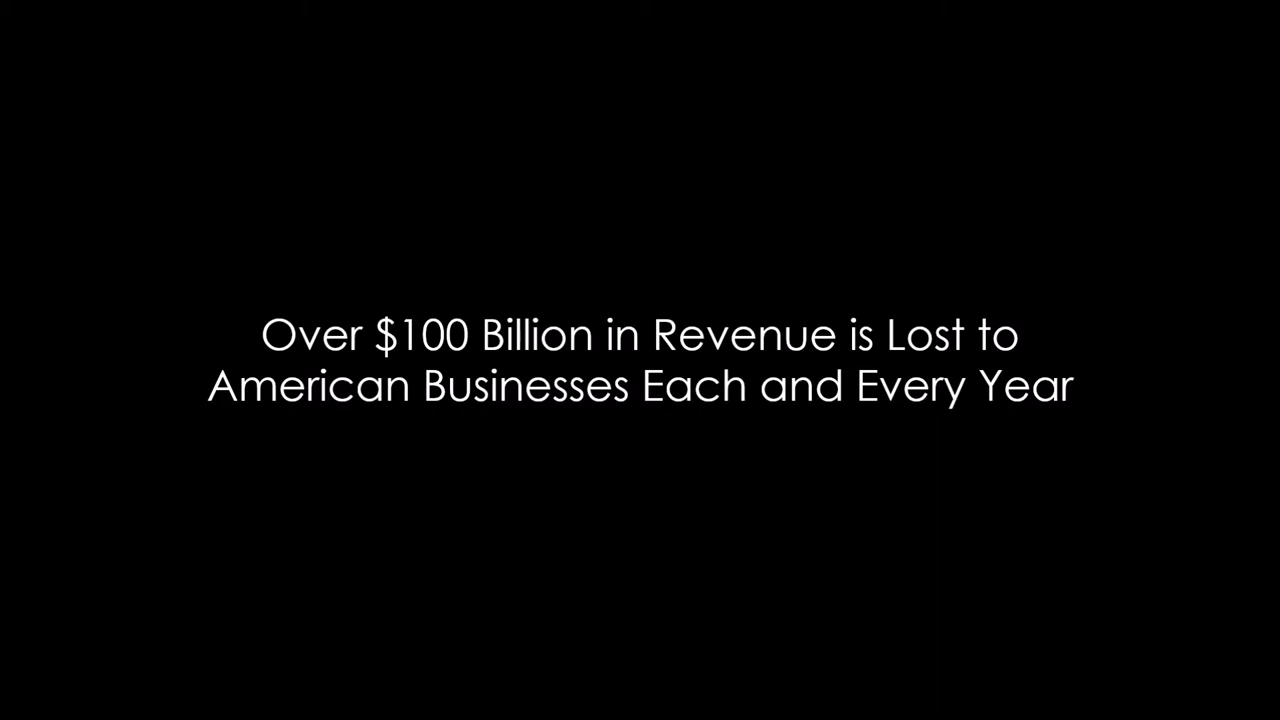 Over $100 Billion in Revenue is Lost to
American Businesses Each and Every Year